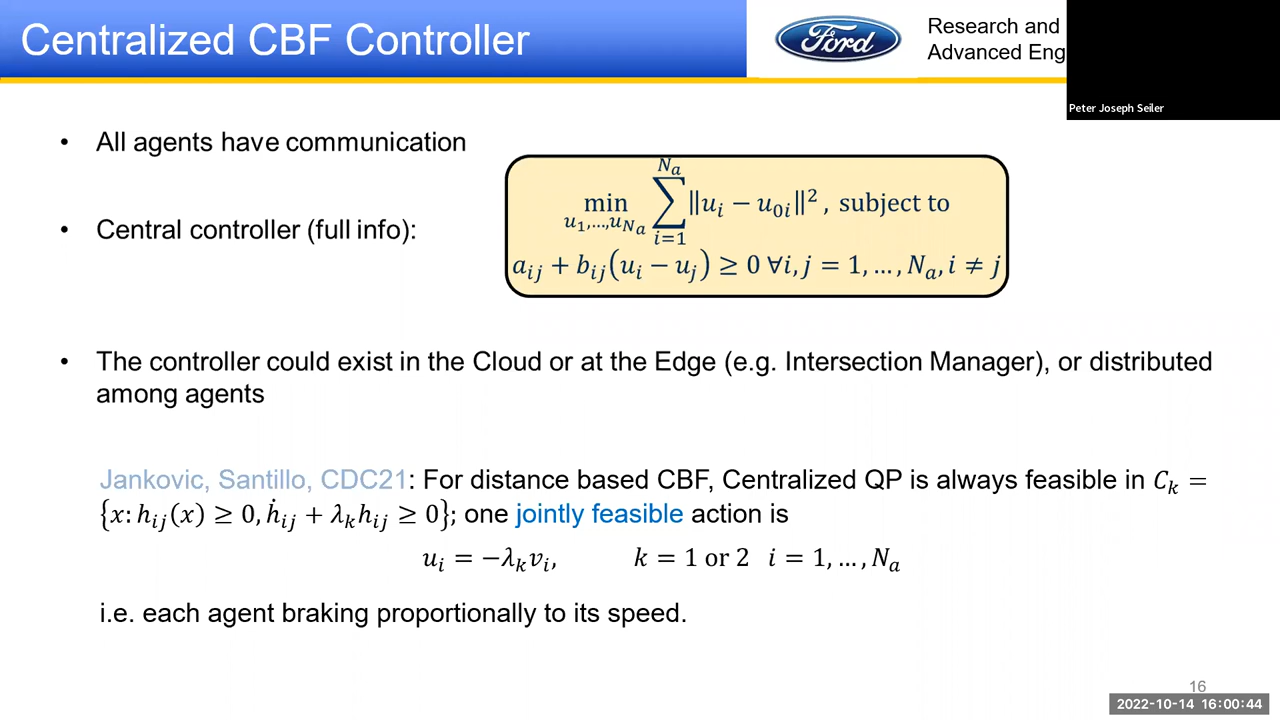 Centralized CBF Controller
Ford
Research and
Advanced Eng
Peter Joseph Seiler
• All agents have communication
• Central controller (full info):
min_{u_1,…,u_{N_a}} ∑_{i=1}^{N_a} ‖u_i − u_{0i}‖² , subject to
a_{ij} + b_{ij}(u_i − u_j) ≥ 0 ∀i, j = 1, … , N_a, i ≠ j
• The controller could exist in the Cloud or at the Edge (e.g. Intersection Manager), or distributed
among agents
Jankovic, Santillo, CDC21: For distance based CBF, Centralized QP is always feasible in C_k =
{x: h_{ij}(x) ≥ 0, ḣ_{ij} + λ_k h_{ij} ≥ 0}; one jointly feasible action is
u_i = −λ_k v_i, k = 1 or 2 i = 1, … , N_a
i.e. each agent braking proportionally to its speed.
16
2022-10-14 16:00:44